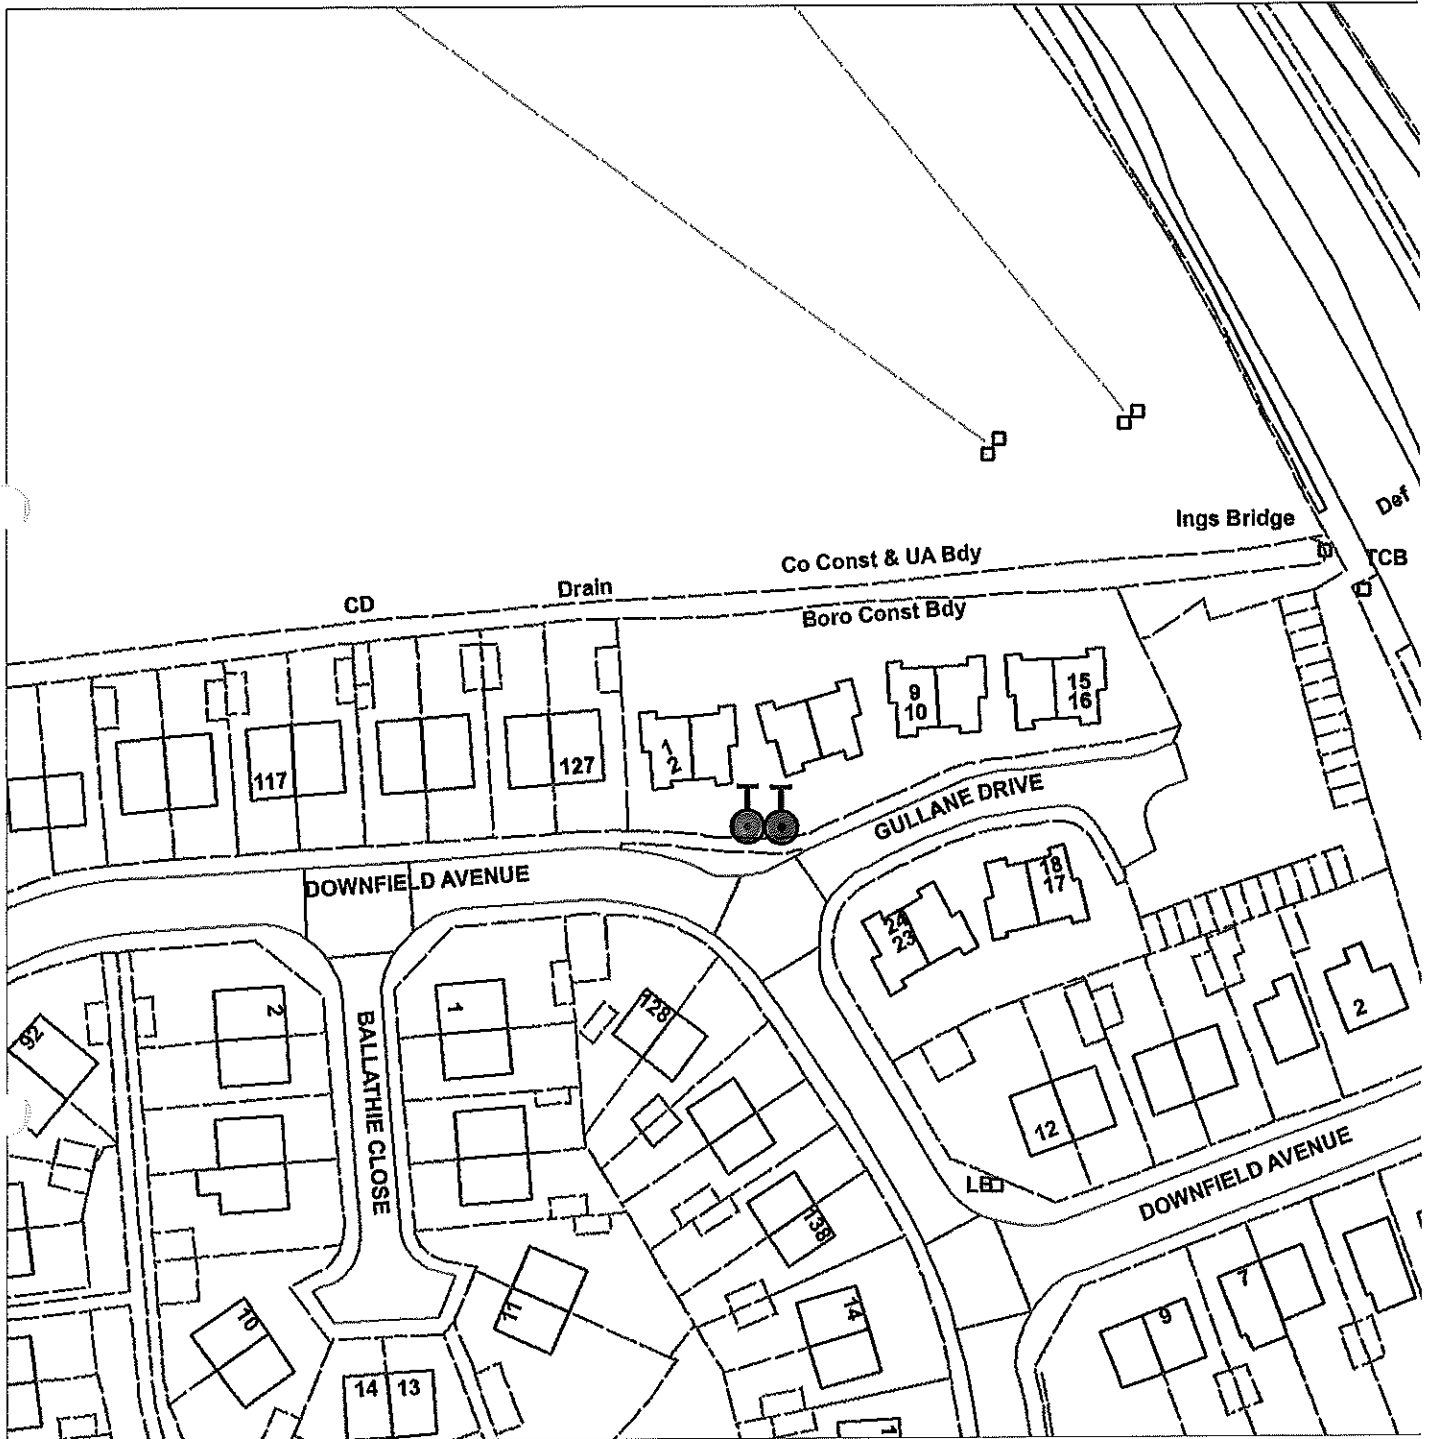 Def
Ings Bridge
TCB
Co Const & UA Bdy
Drain
CD
Boro Const Bdy
15
16
9
10
1
2
127
117
GULLANE DRIVE
DOWNFIELD AVENUE
18
17
24
23
2
1
128
2
92
BALLATHIE CLOSE
12
LB
DOWNFIELD AVENUE
138
7
9
11
14
10
14 13
1